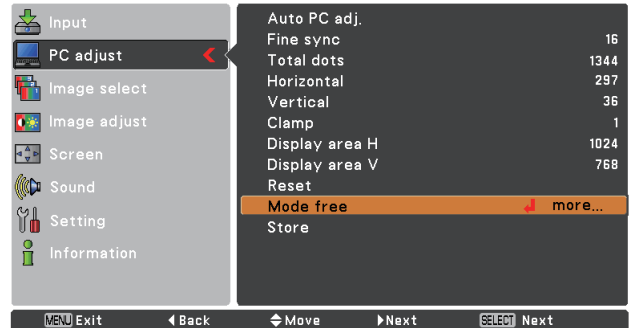 Input
PC adjust
Image select
Image adjust
Screen
Sound
Setting
Information
Auto PC adj.
Fine sync 16
Total dots 1344
Horizontal 297
Vertical 36
Clamp 1
Display area H 1024
Display area V 768
Reset
Mode free more...
Store
MENU Exit Back Move Next SELECT Next